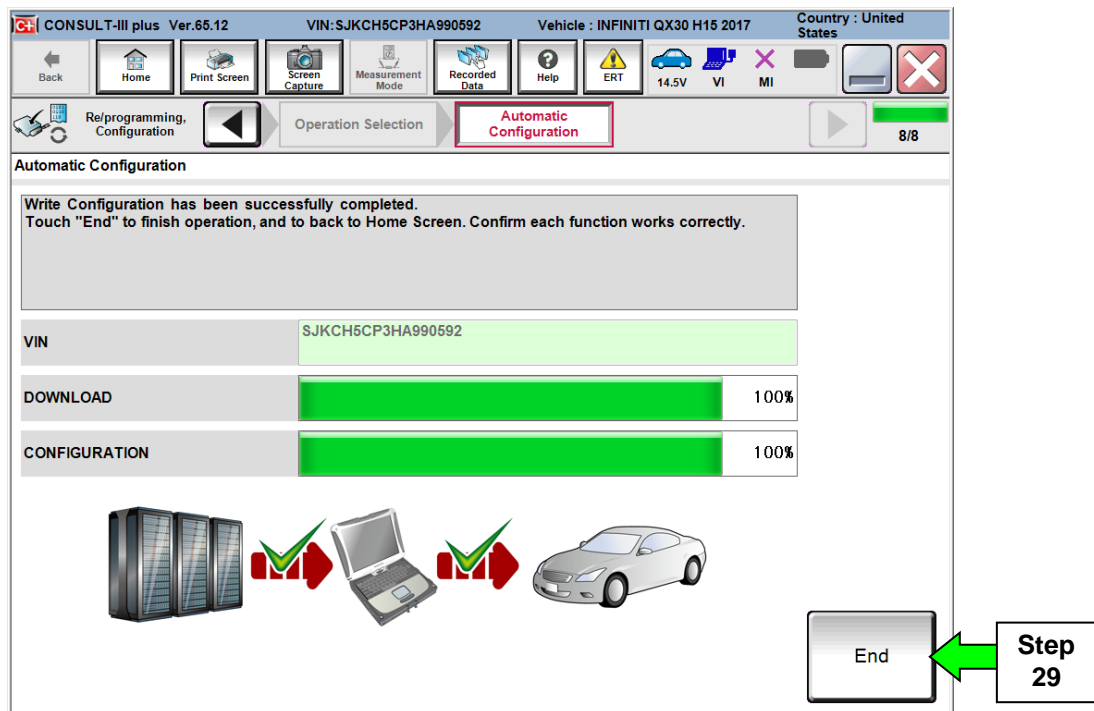 C+ CONSULT-III plus Ver.65.12 VIN:SJKCH5CP3HA990592 Vehicle : INFINITI QX30 H15 2017 Country : United
States
Back Home Print Screen Screen
Capture Measurement
Mode Recorded
Data Help ERT 14.5V VI MI
Re/programming,
Configuration Operation Selection Automatic
Configuration 8/8
Automatic Configuration
Write Configuration has been successfully completed.
Touch "End" to finish operation, and to back to Home Screen. Confirm each function works correctly.
VIN SJKCH5CP3HA990592
DOWNLOAD 100%
CONFIGURATION 100%
End
Step
29